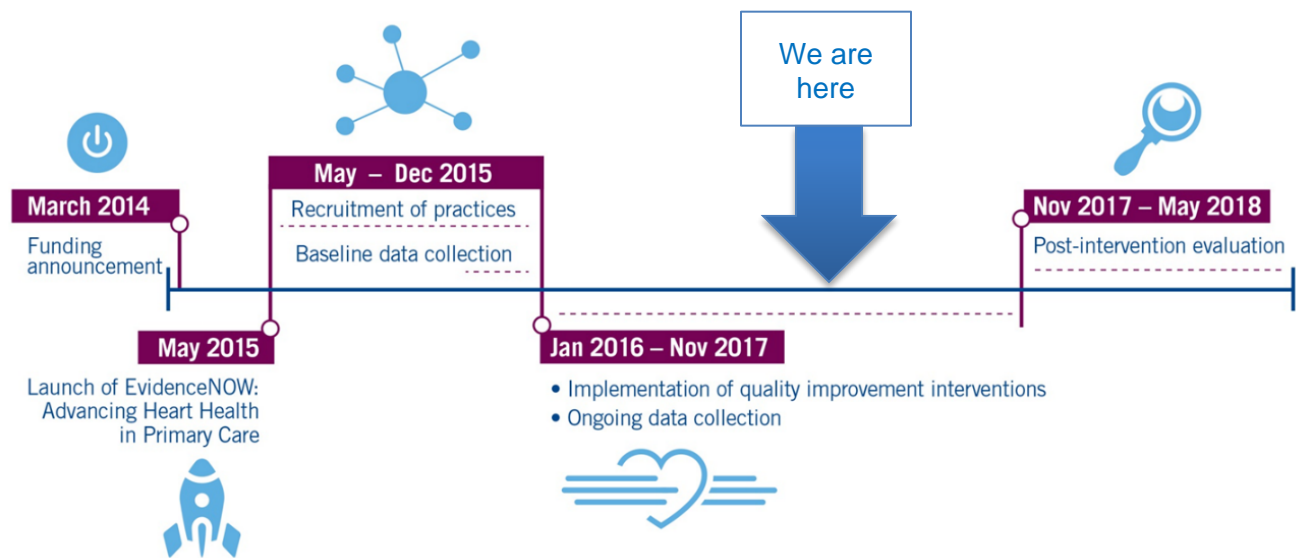 We are
here
March 2014
Funding
announcement
May – Dec 2015
Recruitment of practices
Baseline data collection
Nov 2017 – May 2018
Post-intervention evaluation
May 2015
Launch of EvidenceNOW:
Advancing Heart Health
in Primary Care
Jan 2016 – Nov 2017
• Implementation of quality improvement interventions
• Ongoing data collection